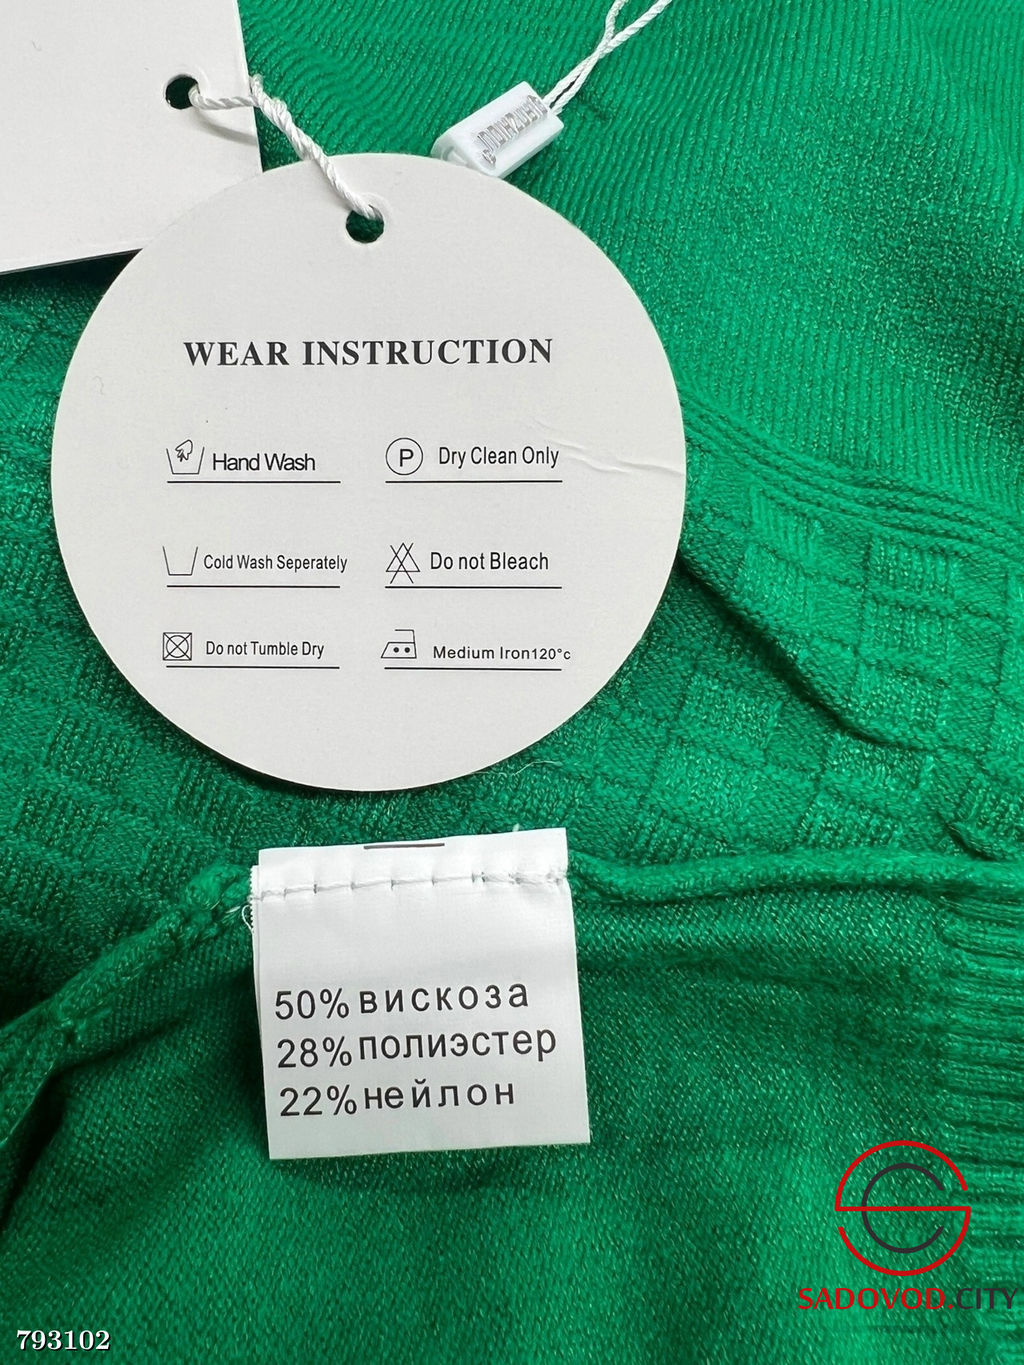 WEAR INSTRUCTION
Hand Wash
P Dry Clean Only
Cold Wash Seperately
Do not Bleach
Do not Tumble Dry
Medium Iron120°c
50% вискоза
28% полиэстер
22% нейлон
SADOVOD.CITY
793102